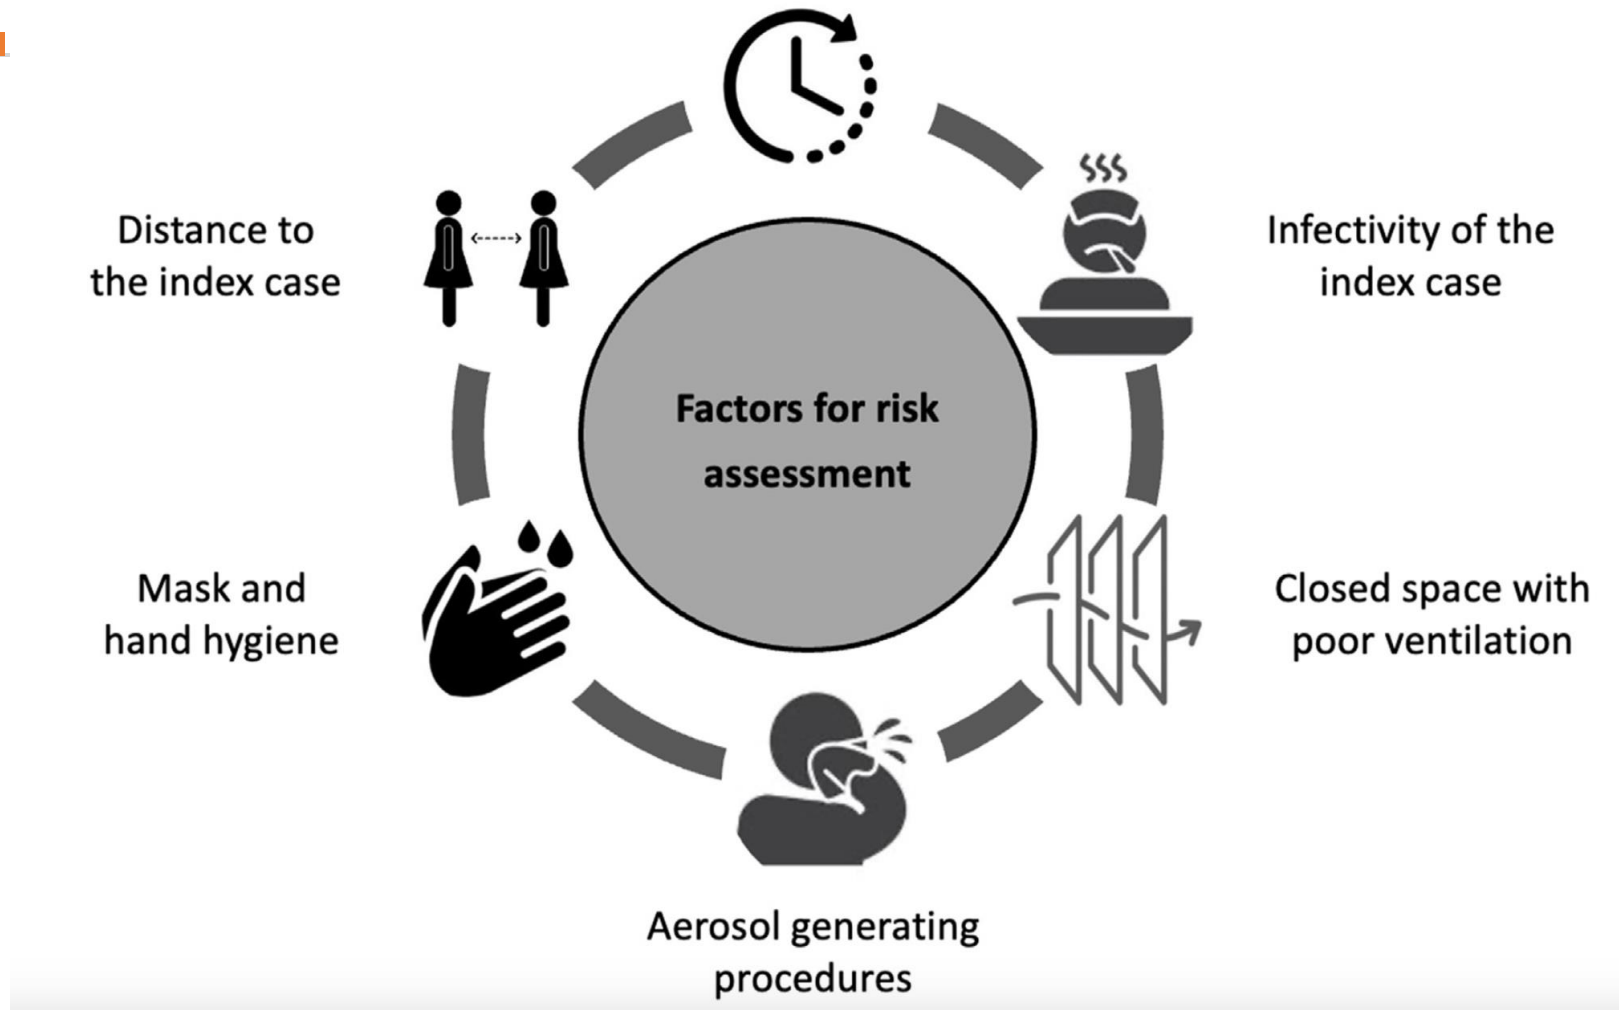 Distance to
the index case
Infectivity of the
index case
Factors for risk
assessment
Mask and
hand hygiene
Closed space with
poor ventilation
Aerosol generating
procedures